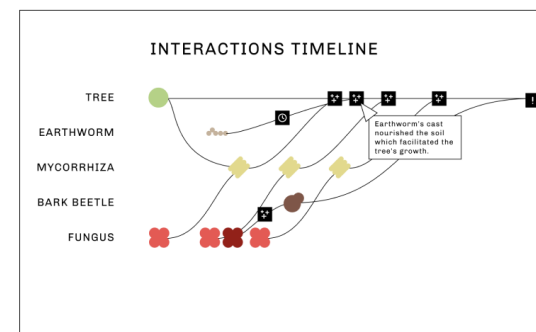 INTERACTIONS TIMELINE
TREE
EARTHWORM
Earthworm's cast
nourished the soil
which facilitated the
tree's growth.
MYCORRHIZA
BARK BEETLE
FUNGUS
!